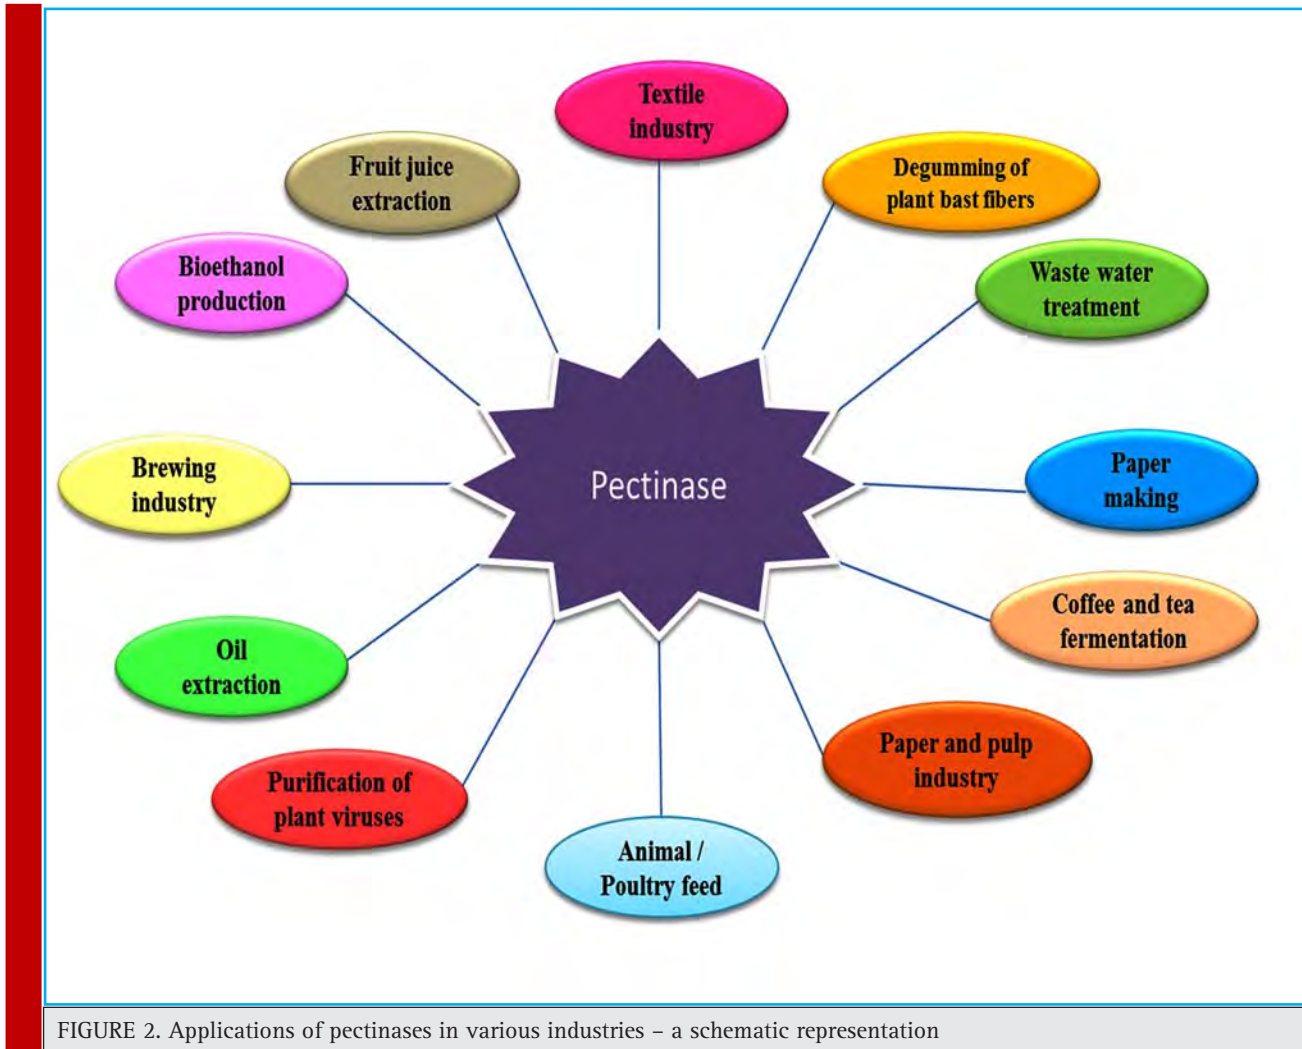 Textile
industry
Fruit juice
extraction
Degumming of
plant bast fibers
Bioethanol
production
Waste water
treatment
Brewing
industry
Pectinase
Paper
making
Coffee and tea
fermentation
Oil
extraction
Paper and pulp
industry
Purification of
plant viruses
Animal /
Poultry feed
FIGURE 2. Applications of pectinases in various industries – a schematic representation